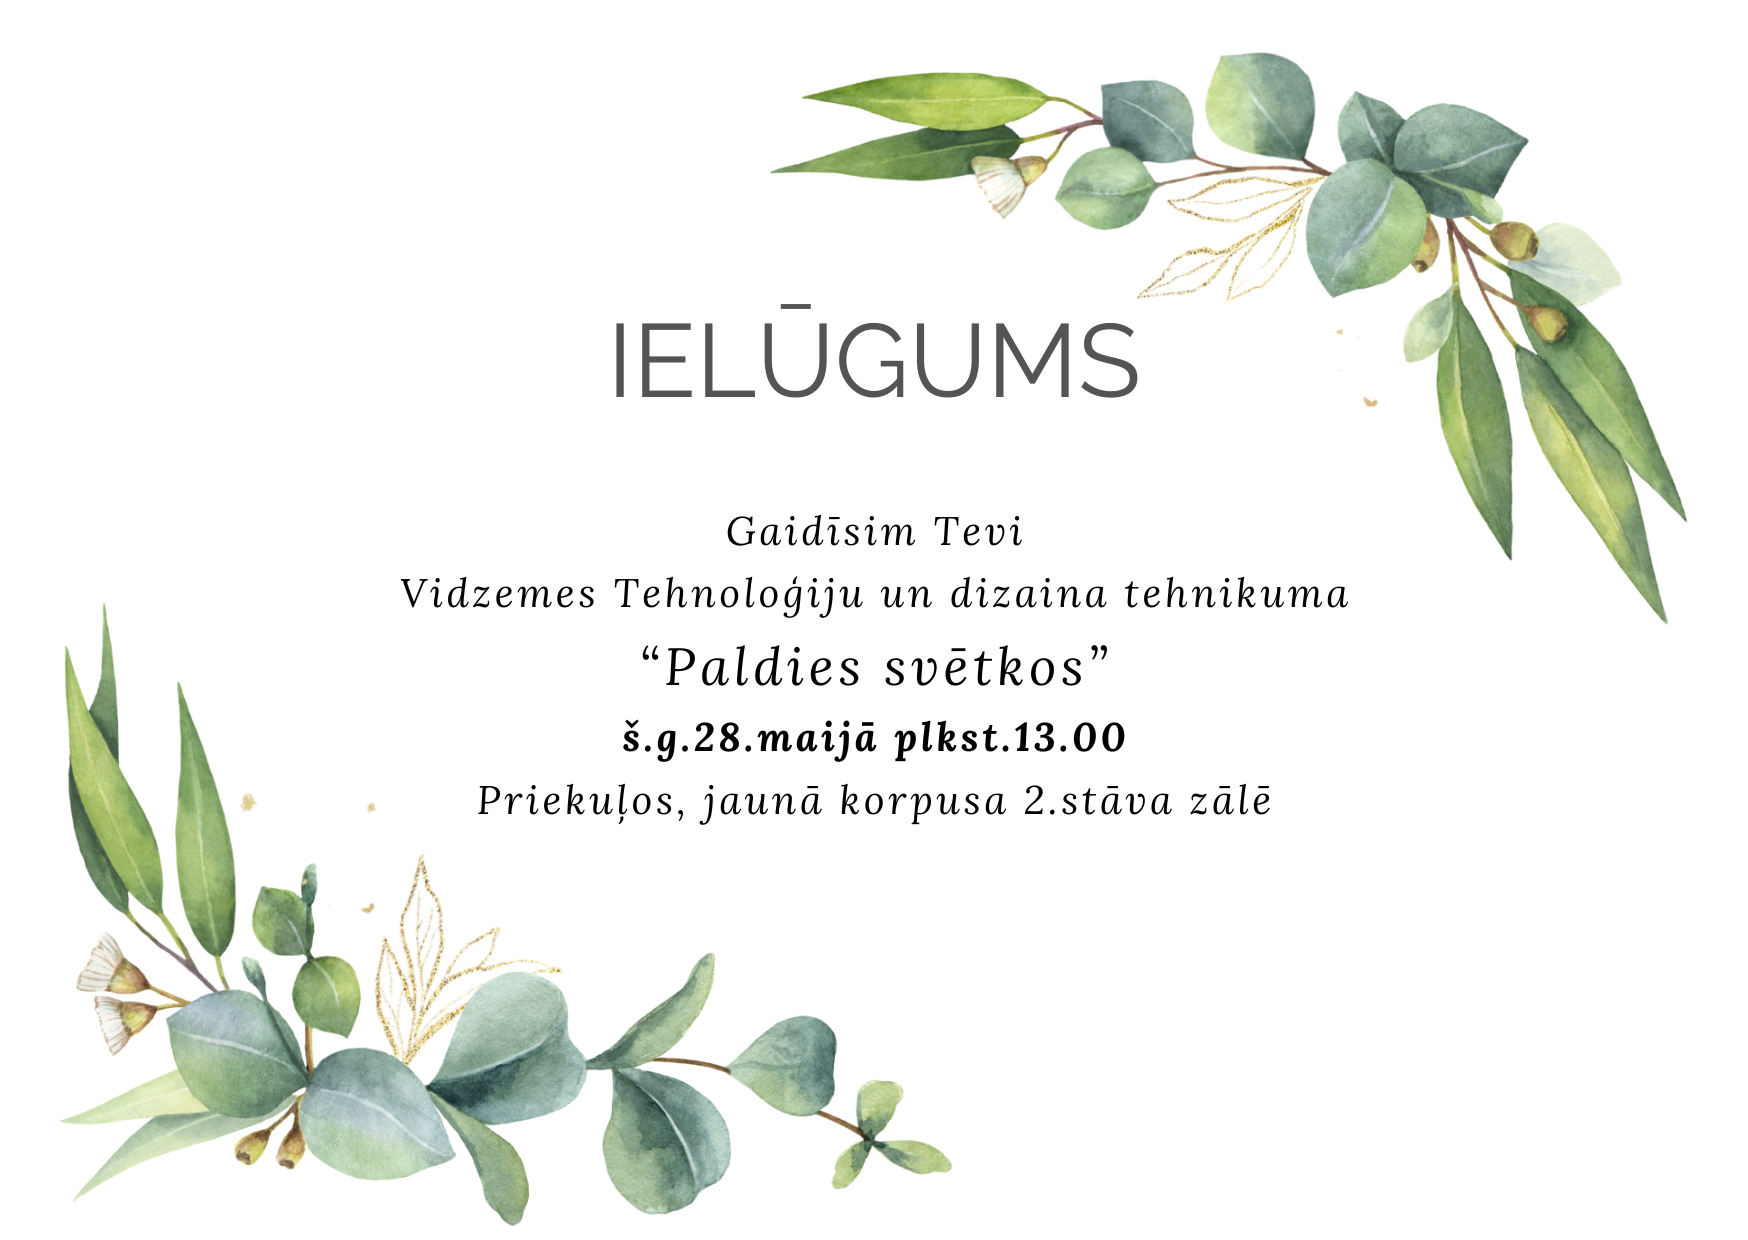 IELŪGUMS
Gaidīsim Tevi
Vidzemes Tehnoloģiju un dizaina tehnikuma
“Paldies svētkos”
š.g.28.maijā plkst.13.00
Priekuļos, jaunā korpusa 2.stāva zālē